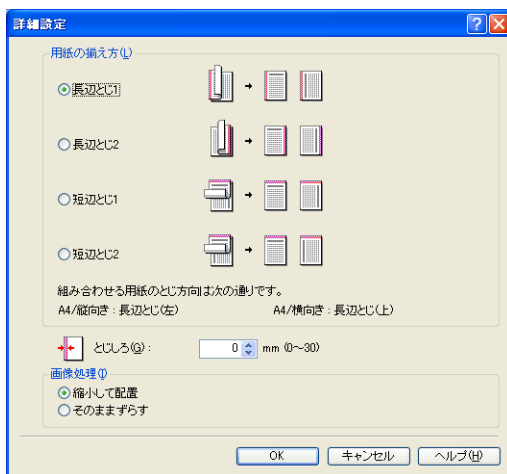 詳細設定
用紙の揃え方(L)
長辺とじ1
長辺とじ2
短辺とじ1
短辺とじ2
組み合わせる用紙のとじ方向は次の通りです。
A4/縦向き：長辺とじ(左) A4/横向き：長辺とじ(上)
とじしろ(G)： 0 mm (0～30)
画像処理(I)
縮小して配置
そのままずらす
OK キャンセル ヘルプ(H)